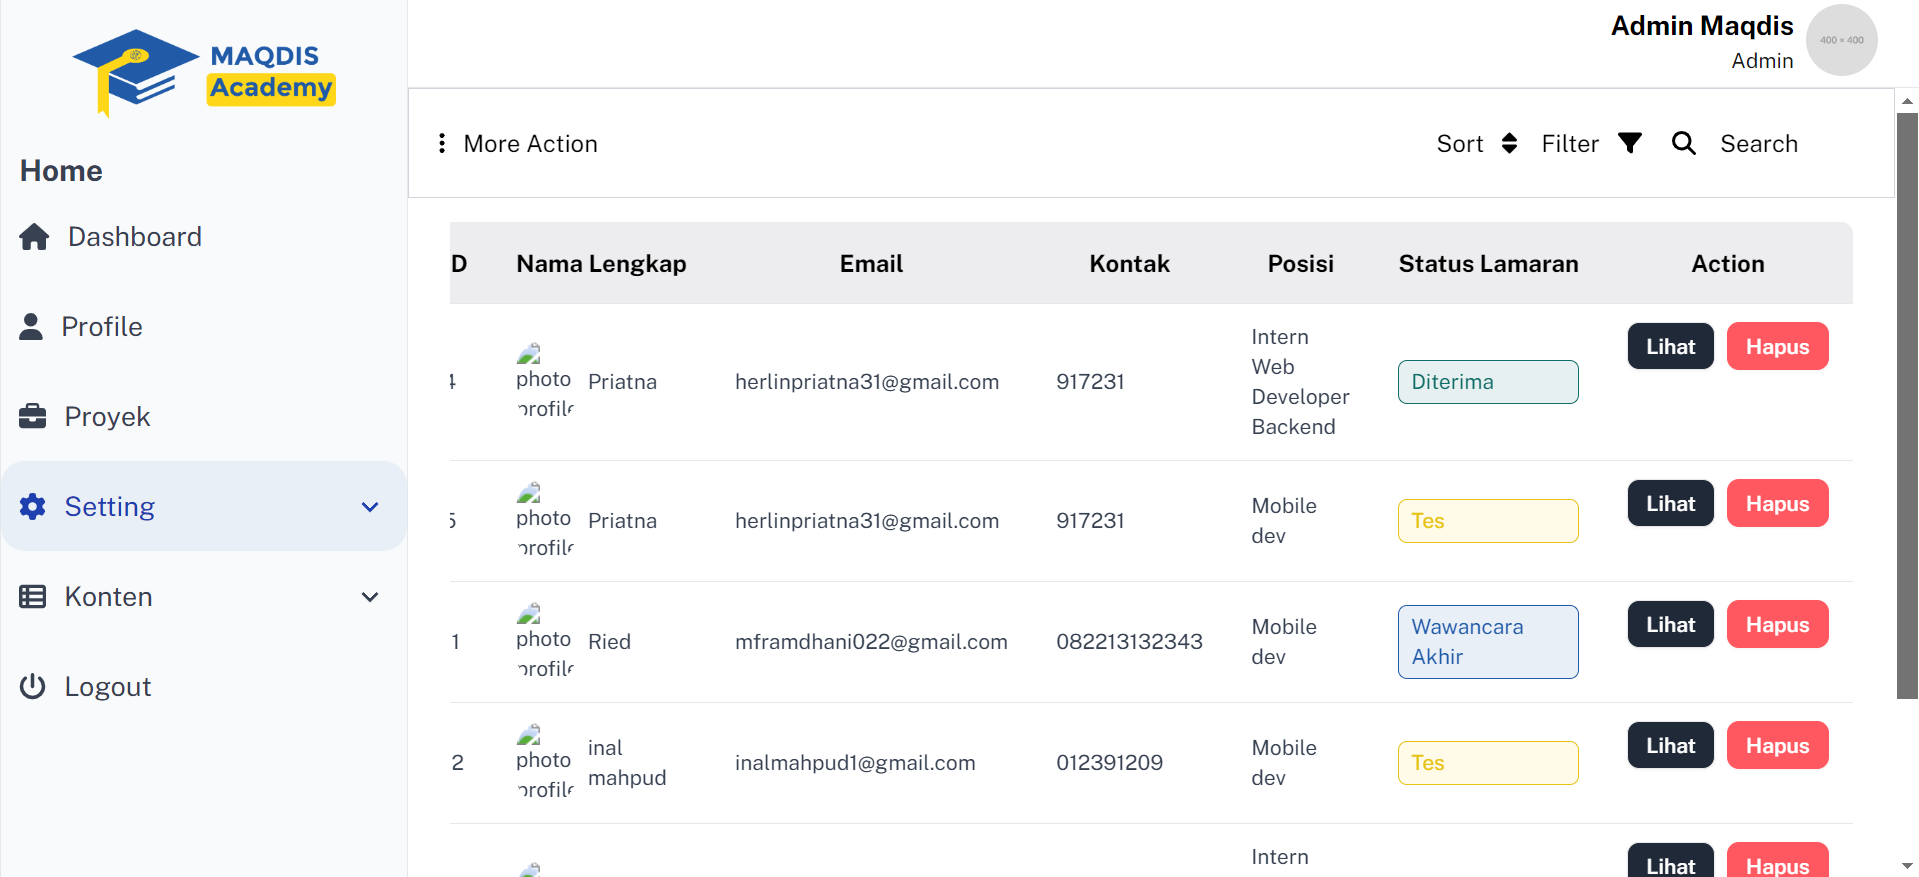 MAQDIS
Academy
Admin Maqdis
Admin
400 × 400
Home
Dashboard
Profile
Proyek
Setting
Konten
Logout
More Action
Sort Filter Search
D Nama Lengkap Email Kontak Posisi Status Lamaran Action
4 photo profile Priatna herlinpriatna31@gmail.com 917231 Intern Web Developer Backend Diterima Lihat Hapus
5 photo profile Priatna herlinpriatna31@gmail.com 917231 Mobile dev Tes Lihat Hapus
1 photo profile Ried mframdhani022@gmail.com 082213132343 Mobile dev Wawancara Akhir Lihat Hapus
2 photo profile inal mahpud inalmahpud1@gmail.com 012391209 Mobile dev Tes Lihat Hapus
Intern Lihat Hapus